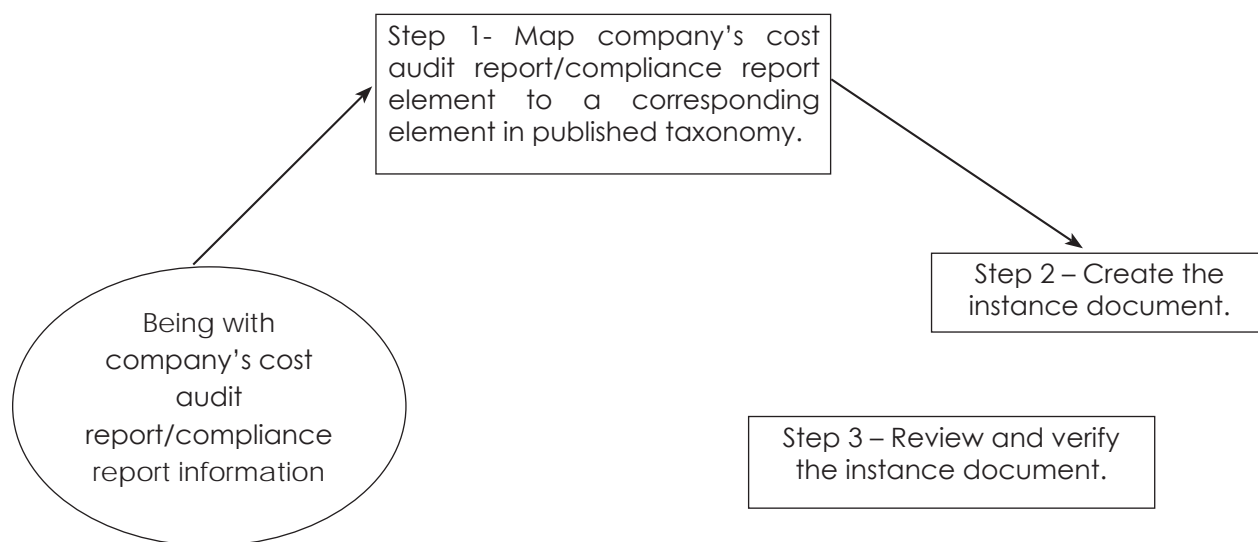 Step 1- Map company's cost
audit report/compliance report
element to a corresponding
element in published taxonomy.
Step 2 – Create the
instance document.
Being with
company's cost
audit
report/compliance
report information
Step 3 – Review and verify
the instance document.